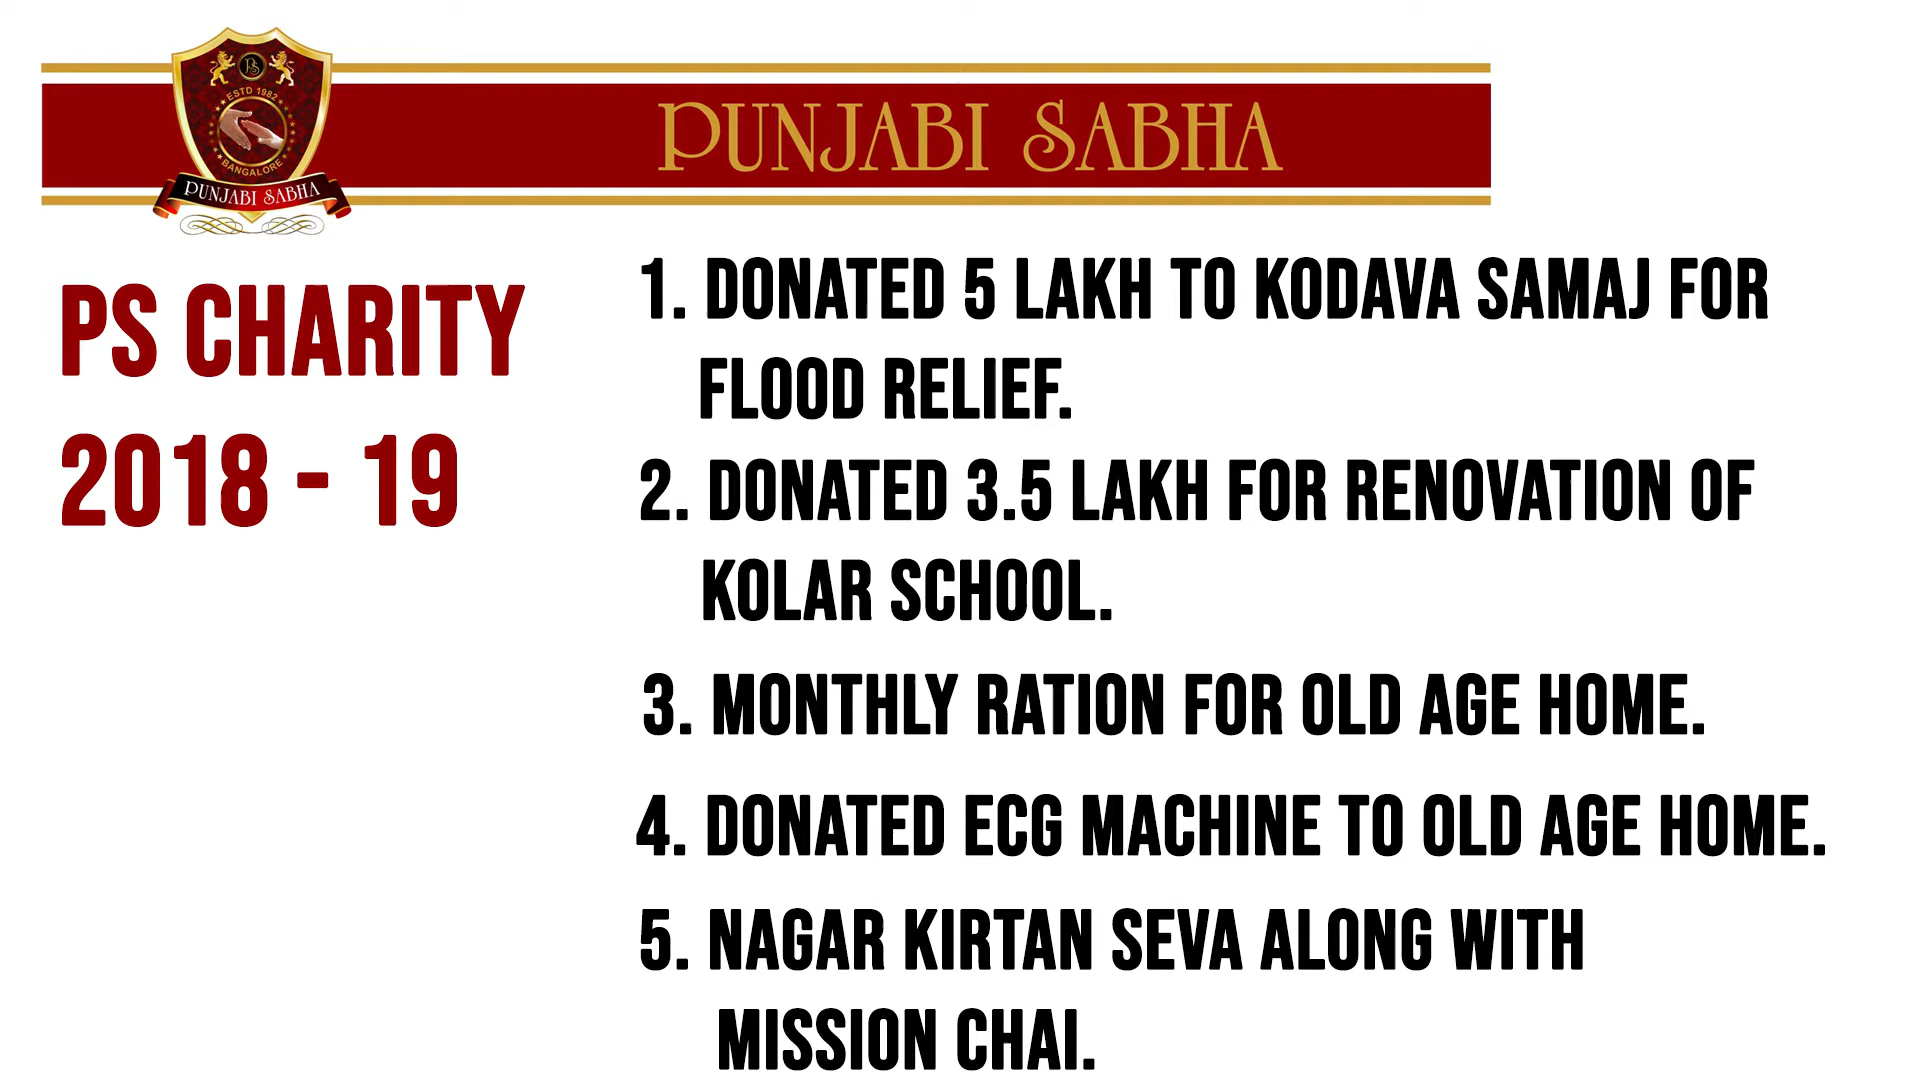 PS
ESTD 1982
BANGALORE
PUNJABI SABHA
PUNJABI SABHA
PS CHARITY
2018 - 19
1. DONATED 5 LAKH TO KODAVA SAMAJ FOR
FLOOD RELIEF.
2. DONATED 3.5 LAKH FOR RENOVATION OF
KOLAR SCHOOL.
3. MONTHLY RATION FOR OLD AGE HOME.
4. DONATED ECG MACHINE TO OLD AGE HOME.
5. NAGAR KIRTAN SEVA ALONG WITH
MISSION CHAI.